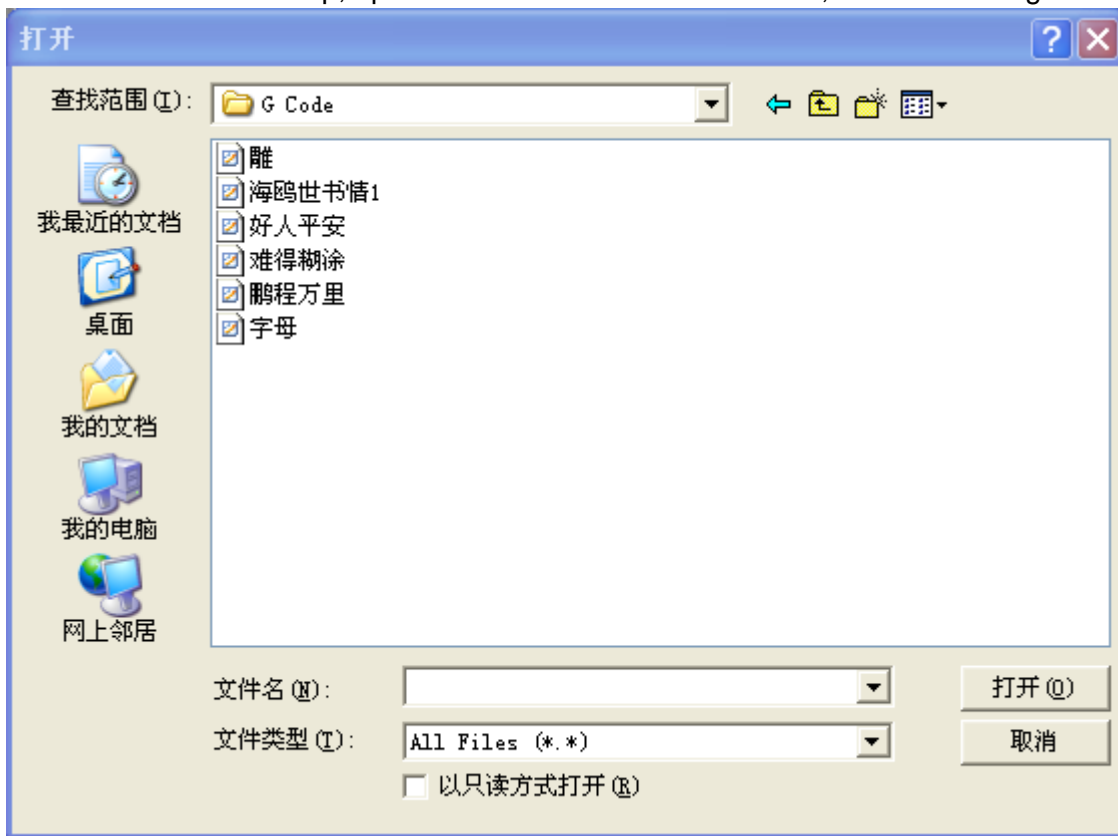 打开
查找范围(I):
G Code
雕
海鸥世书情1
好人平安
难得糊涂
鹏程万里
字母
我最近的文档
桌面
我的文档
我的电脑
网上邻居
文件名(N):
打开(O)
文件类型(T):
All Files (*.*)
取消
以只读方式打开(R)